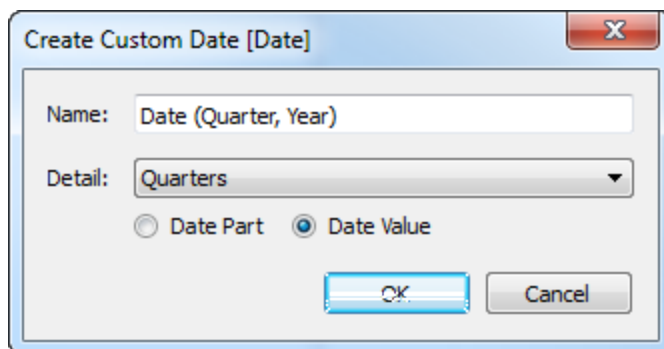 Create Custom Date [Date]
Name: Date (Quarter, Year)
Detail: Quarters
Date Part Date Value
OK Cancel